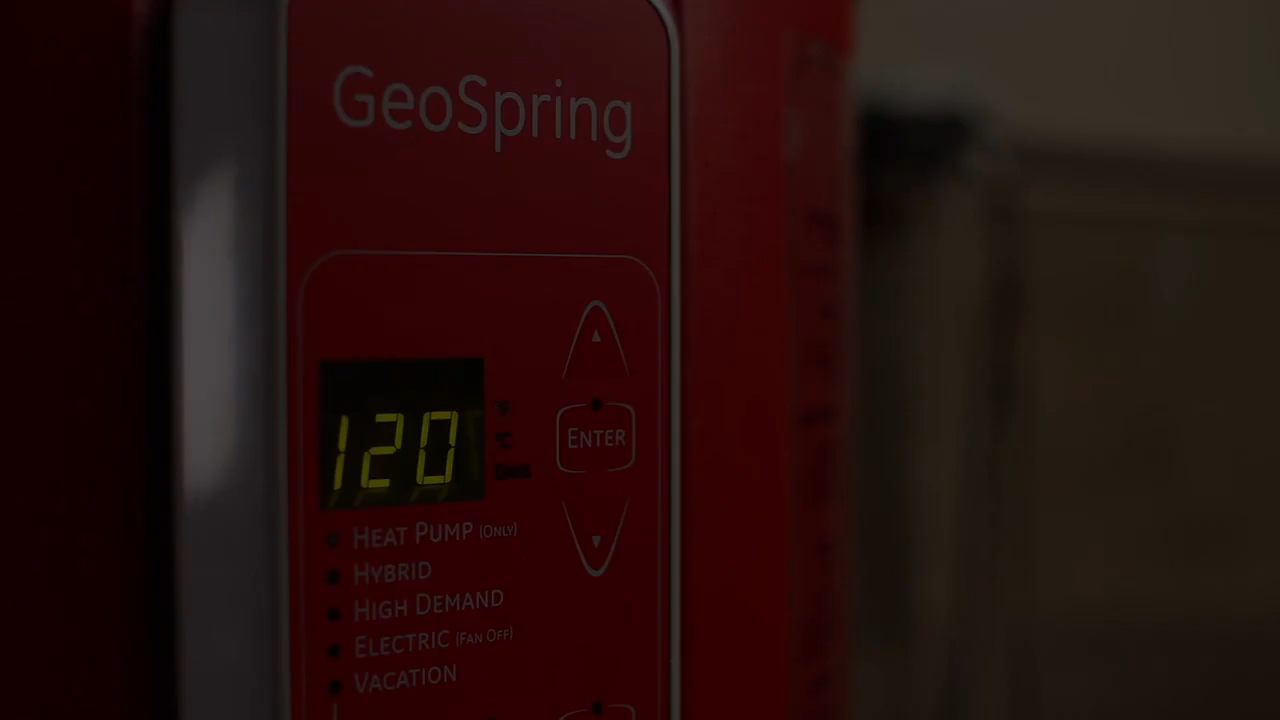 GeoSpring
120
°F
°C
ENTER
HEAT PUMP (ONLY)
HYBRID
HIGH DEMAND
ELECTRIC (FAN OFF)
VACATION